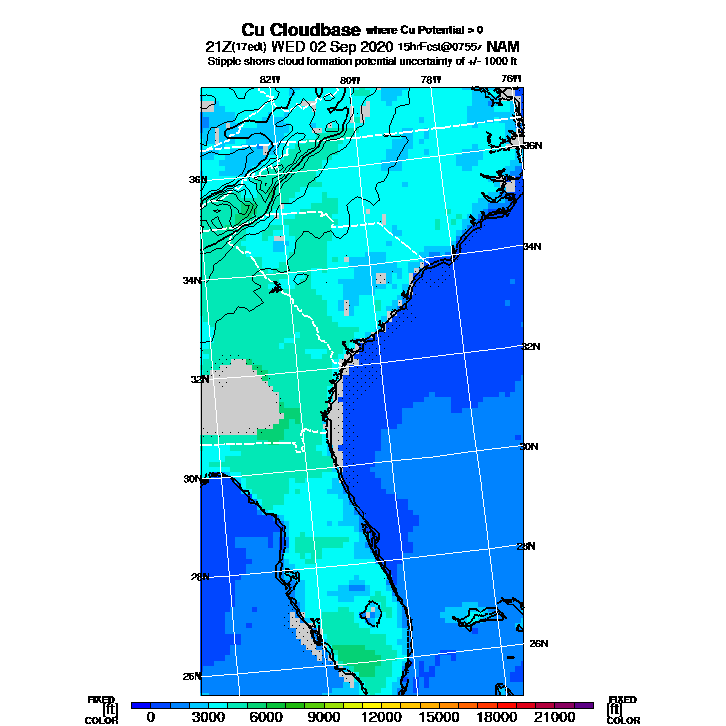 Cu Cloudbase where Cu Potential > 0
21Z(17edt) WED 02 Sep 2020 15hrFcst@0755z NAM
Stipple shows cloud formation potential uncertainty of +/- 1000 ft
82W 80W 78W 76W
36N
36N
34N
34N
32N
32N
30N
30N
28N
28N
26N
26N
FIXED FIXED
[ft] [ft]
COLOR COLOR
0 3000 6000 9000 12000 15000 18000 21000